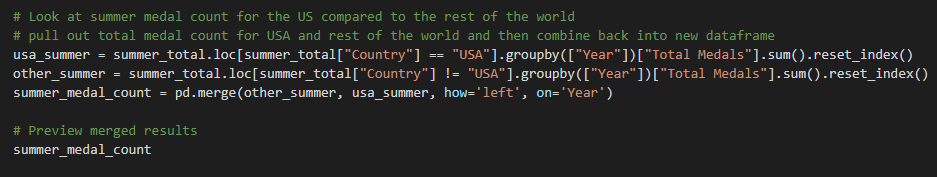 # Look at summer medal count for the US compared to the rest of the world
# pull out total medal count for USA and rest of the world and then combine back into new dataframe
usa_summer = summer_total.loc[summer_total["Country"] == "USA"].groupby(["Year"])["Total Medals"].sum().reset_index()
other_summer = summer_total.loc[summer_total["Country"] != "USA"].groupby(["Year"])["Total Medals"].sum().reset_index()
summer_medal_count = pd.merge(other_summer, usa_summer, how='left', on='Year')
# Preview merged results
summer_medal_count